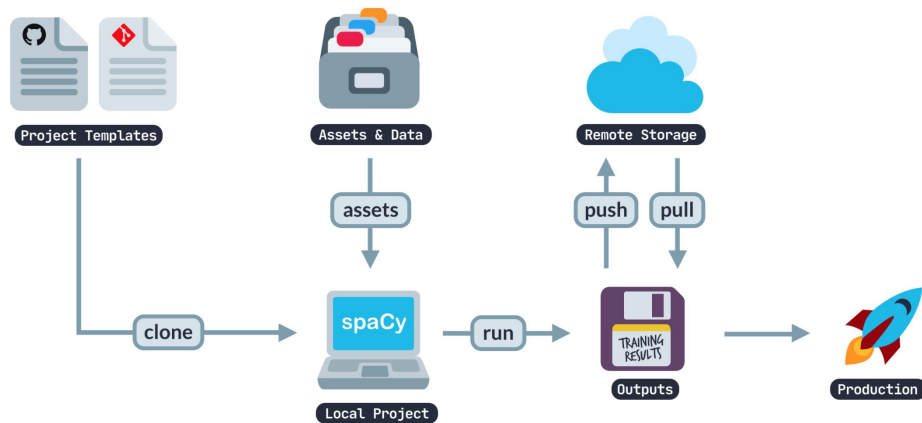 Project Templates
Assets & Data
Remote Storage
assets
push
pull
clone
spaCy
run
TRAINING
RESULTS
Local Project
Outputs
Production